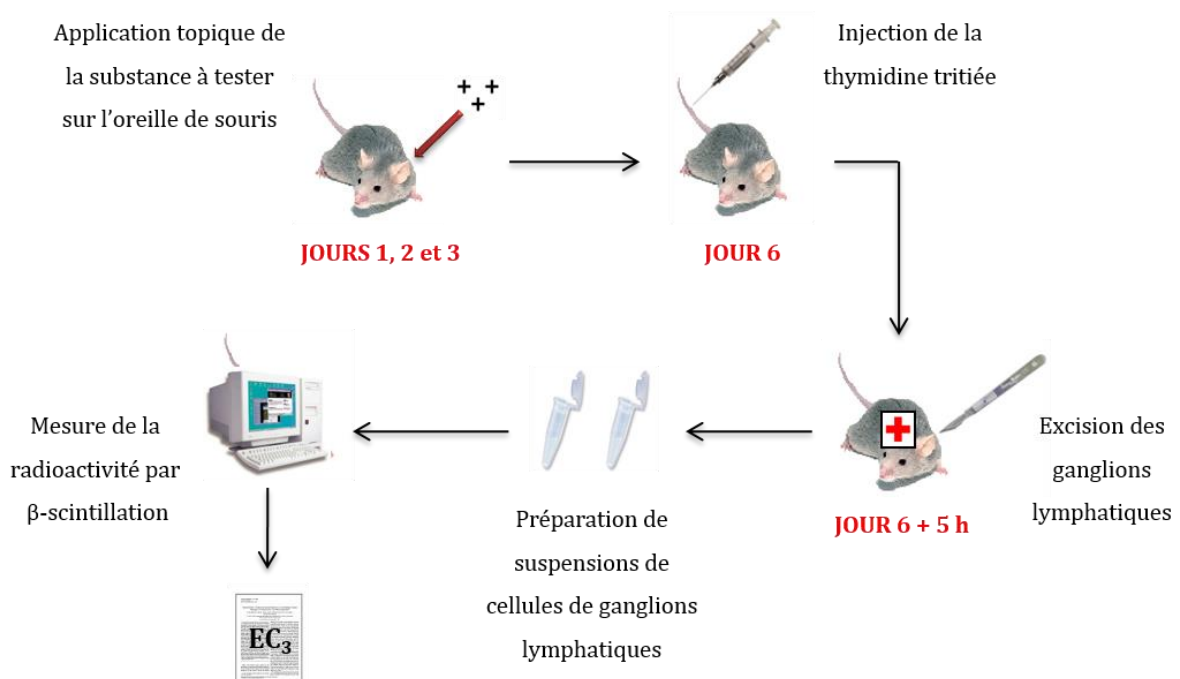 Application topique de
la substance à tester
sur l'oreille de souris
JOURS 1, 2 et 3
Injection de la
thymidine tritiée
JOUR 6
Excision des
ganglions
lymphatiques
JOUR 6 + 5 h
Préparation de
suspensions de
cellules de ganglions
lymphatiques
Mesure de la
radioactivité par
β-scintillation
EC₃